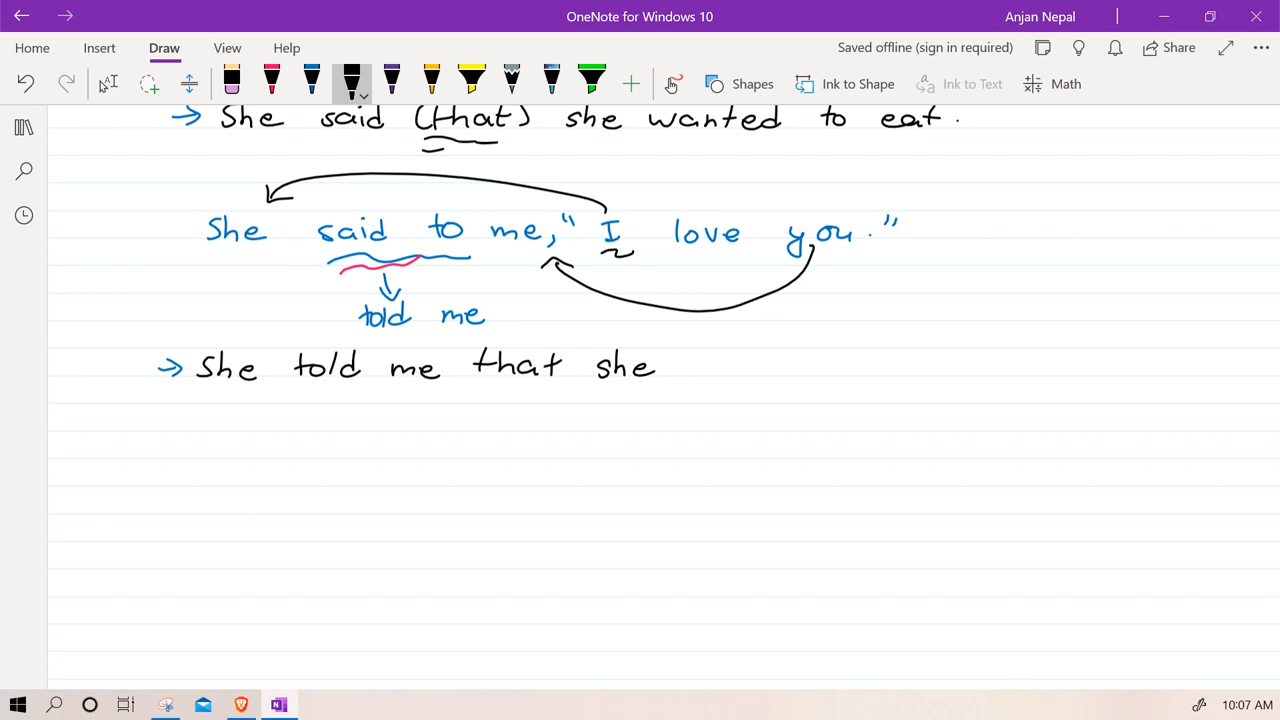 OneNote for Windows 10
Anjan Nepal
Home Insert Draw View Help
Saved offline (sign in required)
Share
Shapes
Ink to Shape
Ink to Text
Math
→ She said (that) she wanted to eat.
She said to me, “I love you.”
told me
→ She told me that she
10:07 AM